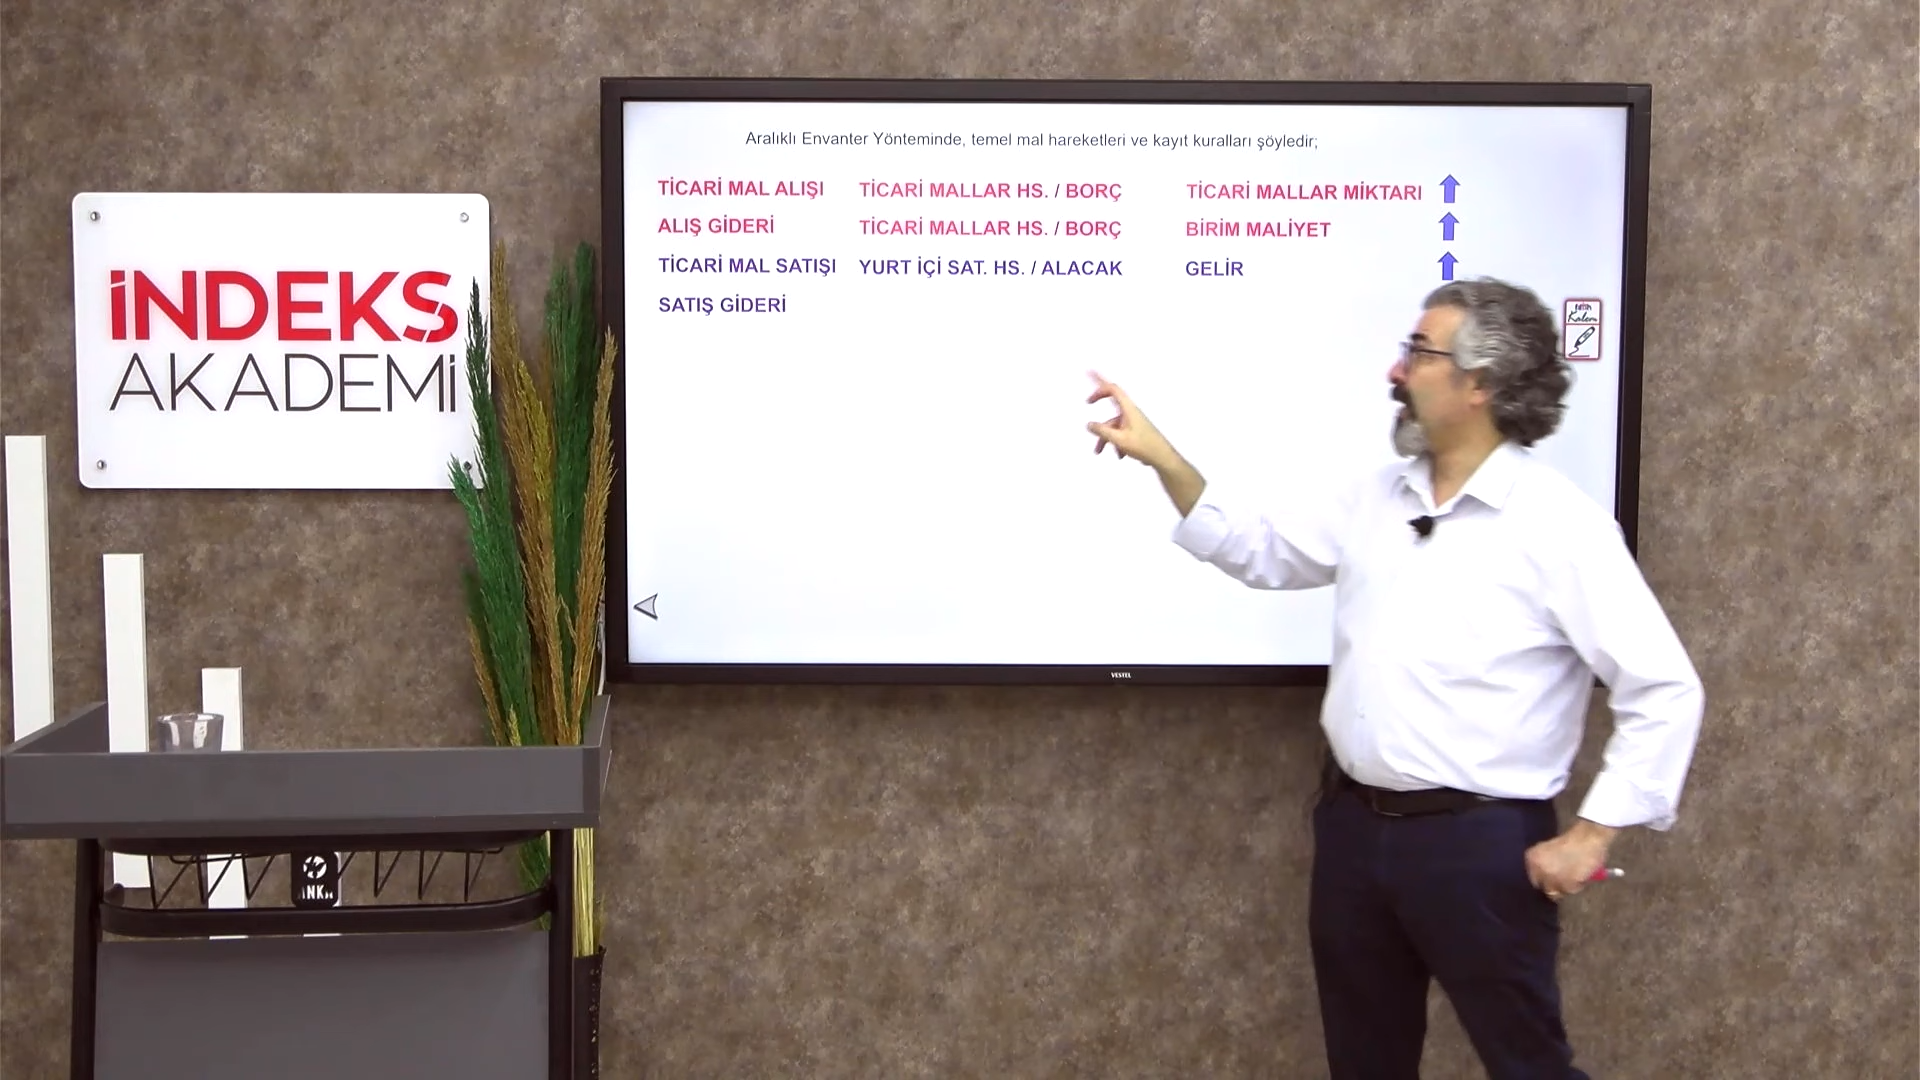 İNDEKS
AKADEMİ
Aralıklı Envanter Yönteminde, temel mal hareketleri ve kayıt kuralları şöyledir;
TİCARİ MAL ALIŞI TİCARİ MALLAR HS. / BORÇ TİCARİ MALLAR MİKTARI
ALIŞ GİDERİ TİCARİ MALLAR HS. / BORÇ BİRİM MALİYET
TİCARİ MAL SATIŞI YURT İÇİ SAT. HS. / ALACAK GELİR
SATIŞ GİDERİ
Kalem
VESTEL